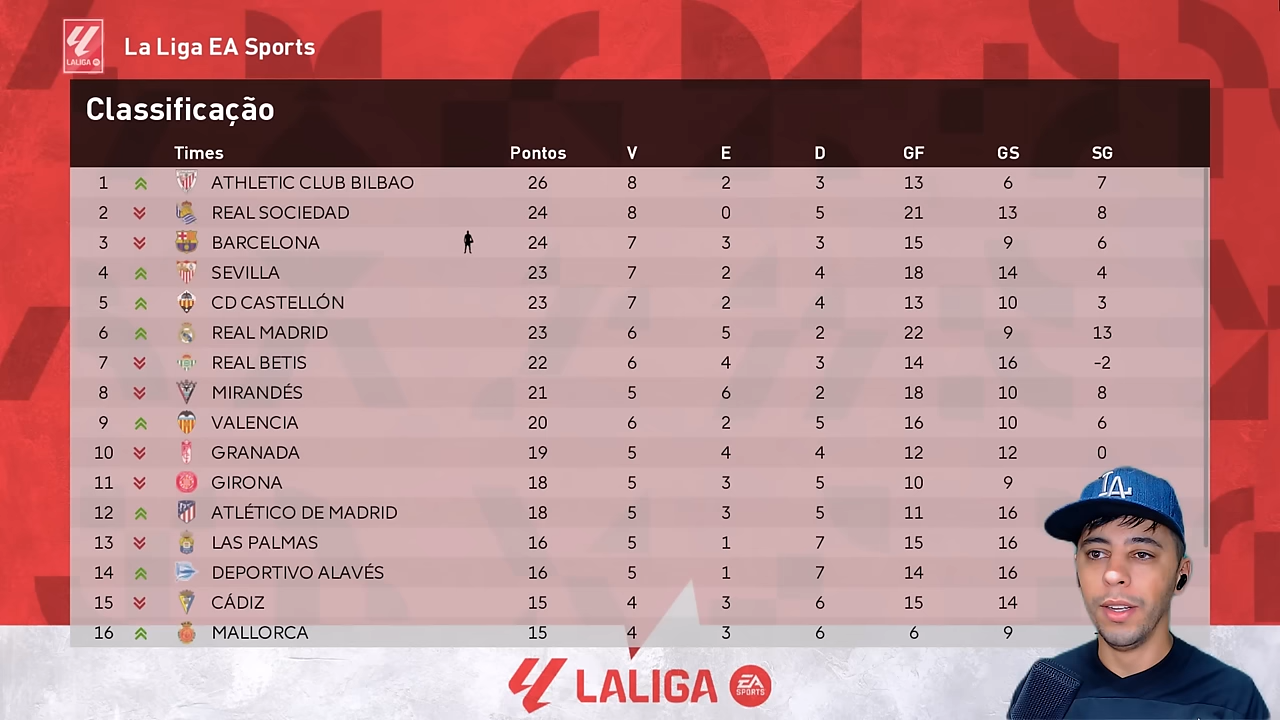 LALIGA
La Liga EA Sports
Classificação
Times Pontos V E D GF GS SG
1 ATHLETIC CLUB BILBAO 26 8 2 3 13 6 7
2 REAL SOCIEDAD 24 8 0 5 21 13 8
3 BARCELONA 24 7 3 3 15 9 6
4 SEVILLA 23 7 2 4 18 14 4
5 CD CASTELLÓN 23 7 2 4 13 10 3
6 REAL MADRID 23 6 5 2 22 9 13
7 REAL BETIS 22 6 4 3 14 16 -2
8 MIRANDÉS 21 5 6 2 18 10 8
9 VALENCIA 20 6 2 5 16 10 6
10 GRANADA 19 5 4 4 12 12 0
11 GIRONA 18 5 3 5 10 9
12 ATLÉTICO DE MADRID 18 5 3 5 11 16
13 LAS PALMAS 16 5 1 7 15 16
14 DEPORTIVO ALAVÉS 16 5 1 7 14 16
15 CÁDIZ 15 4 3 6 15 14
16 MALLORCA 15 4 3 6 6 9
LA
LALIGA EA SPORTS